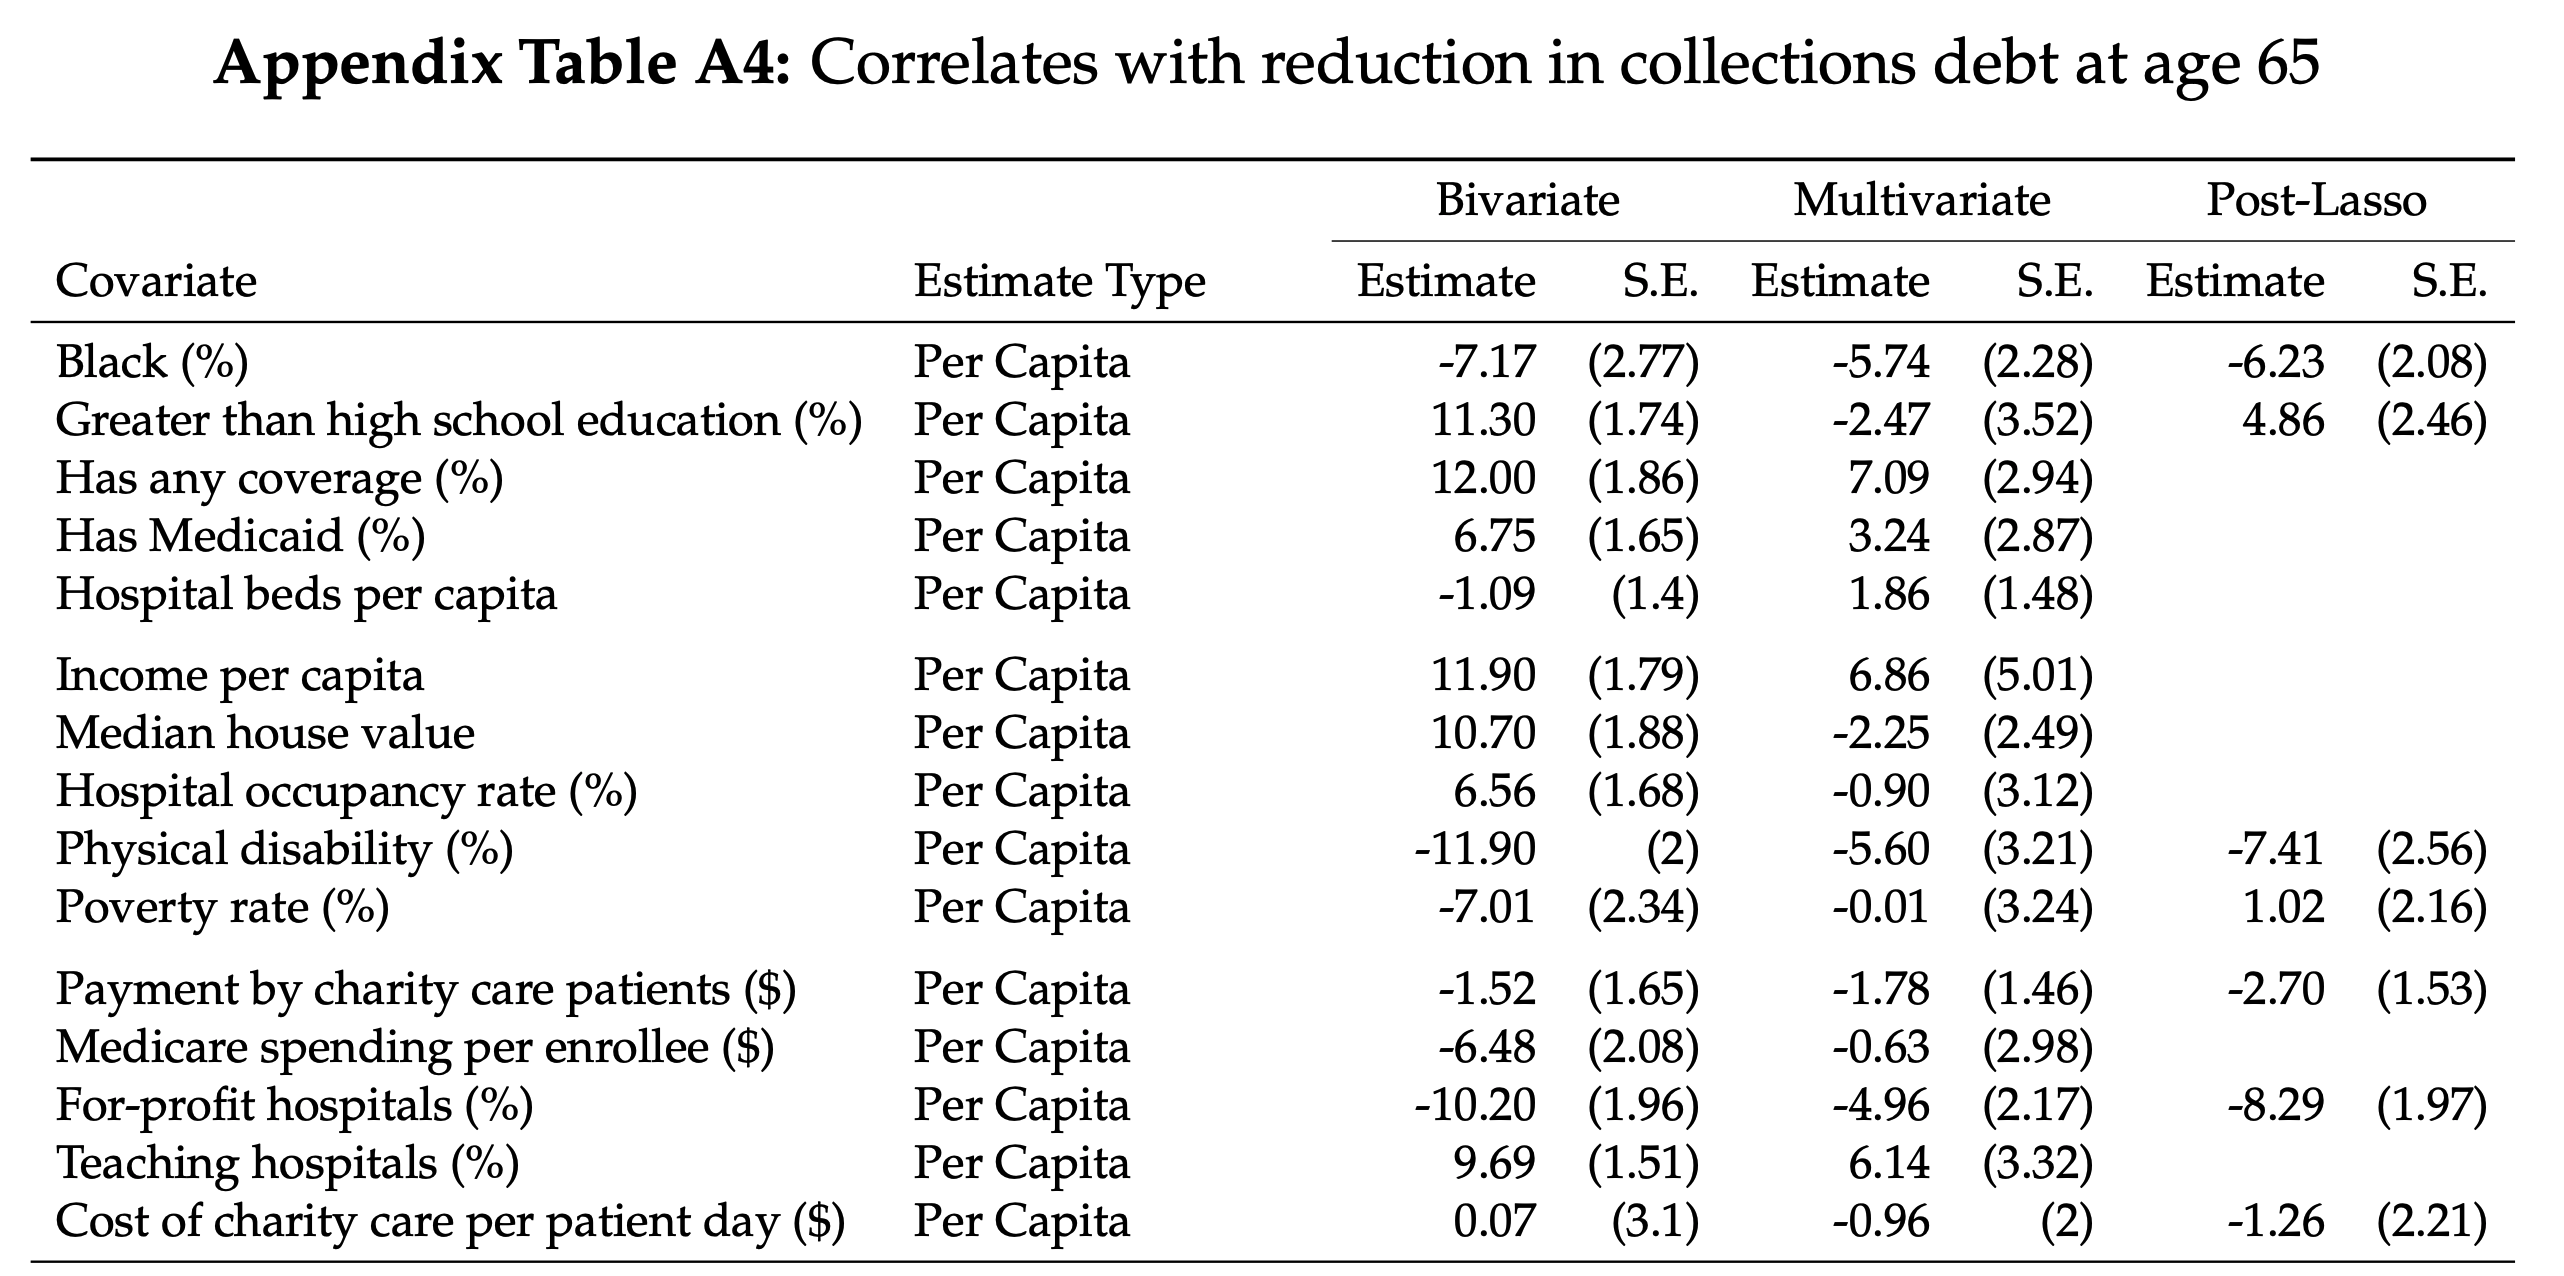 Appendix Table A4: Correlates with reduction in collections debt at age 65
Bivariate Multivariate Post-Lasso
Covariate Estimate Type Estimate S.E. Estimate S.E. Estimate S.E.
Black (%) Per Capita -7.17 (2.77) -5.74 (2.28) -6.23 (2.08)
Greater than high school education (%) Per Capita 11.30 (1.74) -2.47 (3.52) 4.86 (2.46)
Has any coverage (%) Per Capita 12.00 (1.86) 7.09 (2.94)
Has Medicaid (%) Per Capita 6.75 (1.65) 3.24 (2.87)
Hospital beds per capita Per Capita -1.09 (1.4) 1.86 (1.48)
Income per capita Per Capita 11.90 (1.79) 6.86 (5.01)
Median house value Per Capita 10.70 (1.88) -2.25 (2.49)
Hospital occupancy rate (%) Per Capita 6.56 (1.68) -0.90 (3.12)
Physical disability (%) Per Capita -11.90 (2) -5.60 (3.21) -7.41 (2.56)
Poverty rate (%) Per Capita -7.01 (2.34) -0.01 (3.24) 1.02 (2.16)
Payment by charity care patients ($) Per Capita -1.52 (1.65) -1.78 (1.46) -2.70 (1.53)
Medicare spending per enrollee ($) Per Capita -6.48 (2.08) -0.63 (2.98)
For-profit hospitals (%) Per Capita -10.20 (1.96) -4.96 (2.17) -8.29 (1.97)
Teaching hospitals (%) Per Capita 9.69 (1.51) 6.14 (3.32)
Cost of charity care per patient day ($) Per Capita 0.07 (3.1) -0.96 (2) -1.26 (2.21)